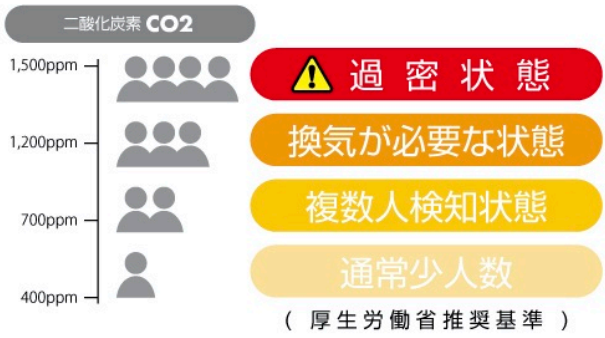 二酸化炭素 CO2
1,500ppm
過密状態
1,200ppm
換気が必要な状態
700ppm
複数人検知状態
400ppm
通常少人数
( 厚生労働省推奨基準 )